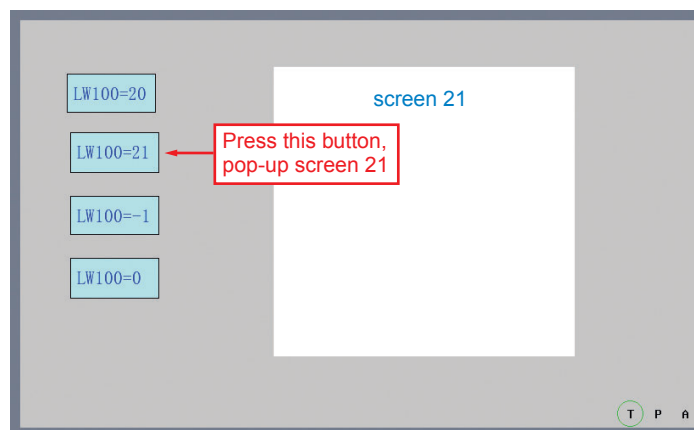 LW100=20
screen 21
LW100=21
Press this button,
pop-up screen 21
LW100=-1
LW100=0
T P A